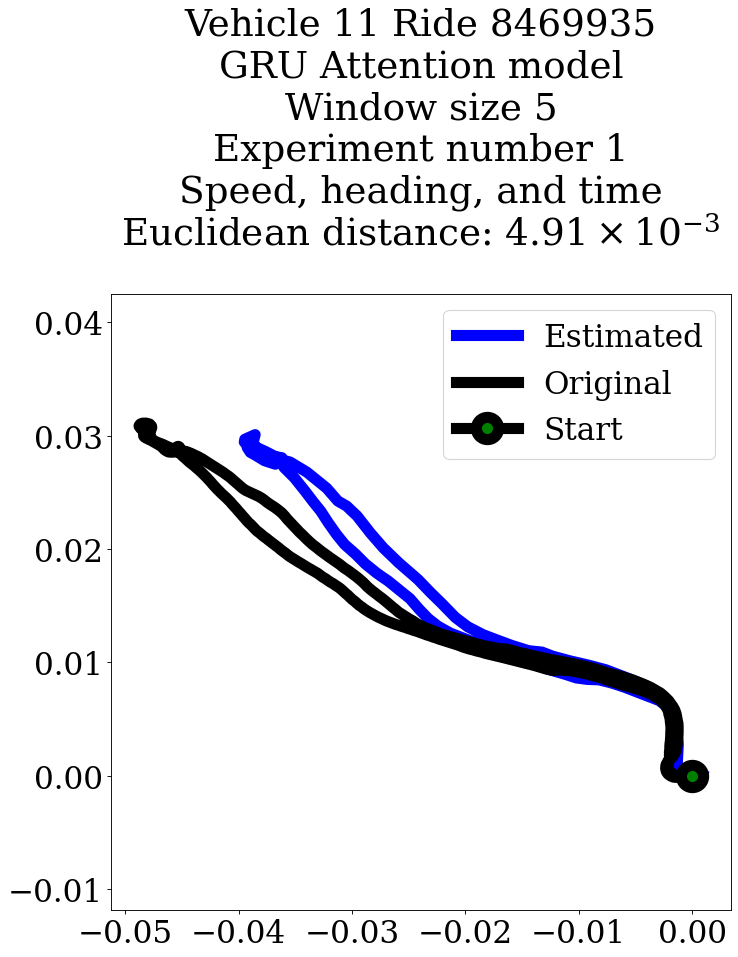 Vehicle 11 Ride 8469935
GRU Attention model
Window size 5
Experiment number 1
Speed, heading, and time
Euclidean distance: 4.91 × 10⁻³
Estimated
Original
Start
0.04
0.03
0.02
0.01
0.00
−0.01
−0.05 −0.04 −0.03 −0.02 −0.01 0.00